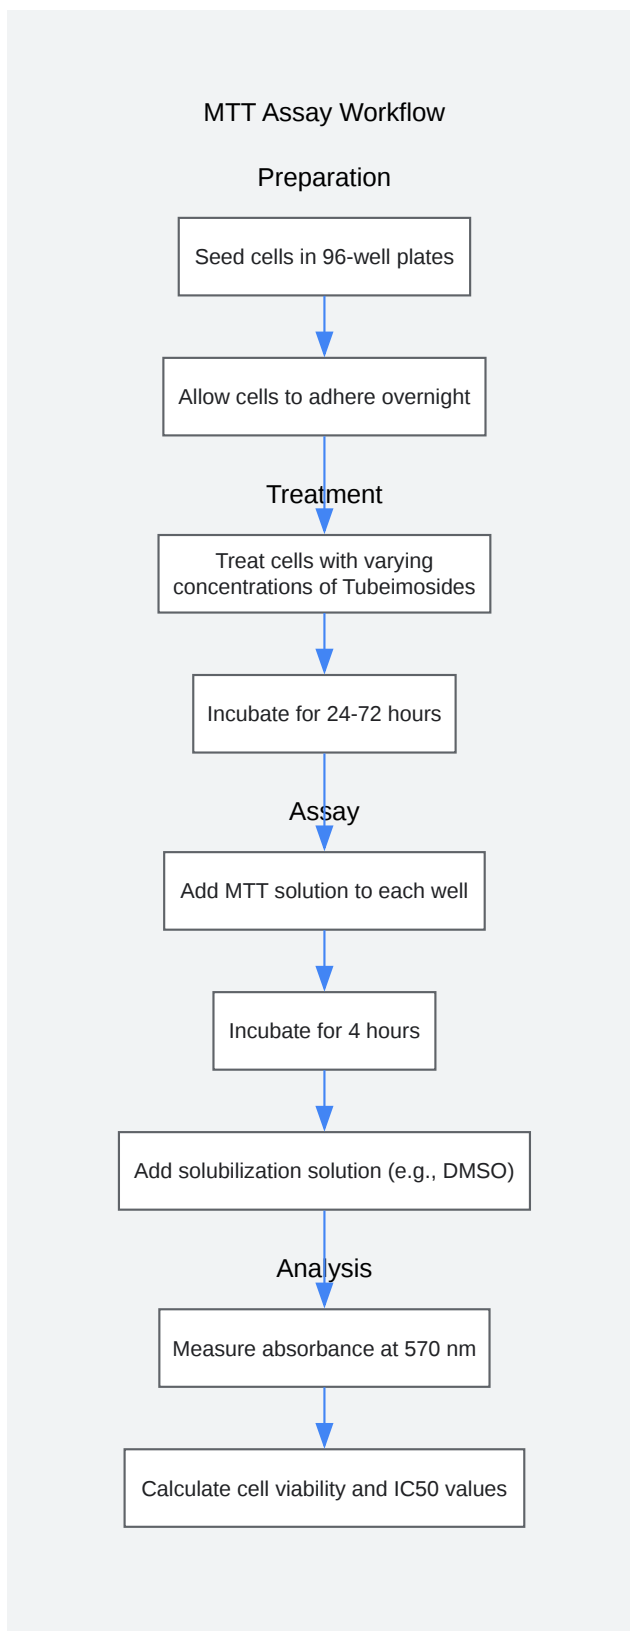 MTT Assay Workflow
Preparation
Seed cells in 96-well plates
Allow cells to adhere overnight
Treatment
Treat cells with varying
concentrations of Tubeimosides
Incubate for 24-72 hours
Assay
Add MTT solution to each well
Incubate for 4 hours
Add solubilization solution (e.g., DMSO)
Analysis
Measure absorbance at 570 nm
Calculate cell viability and IC50 values